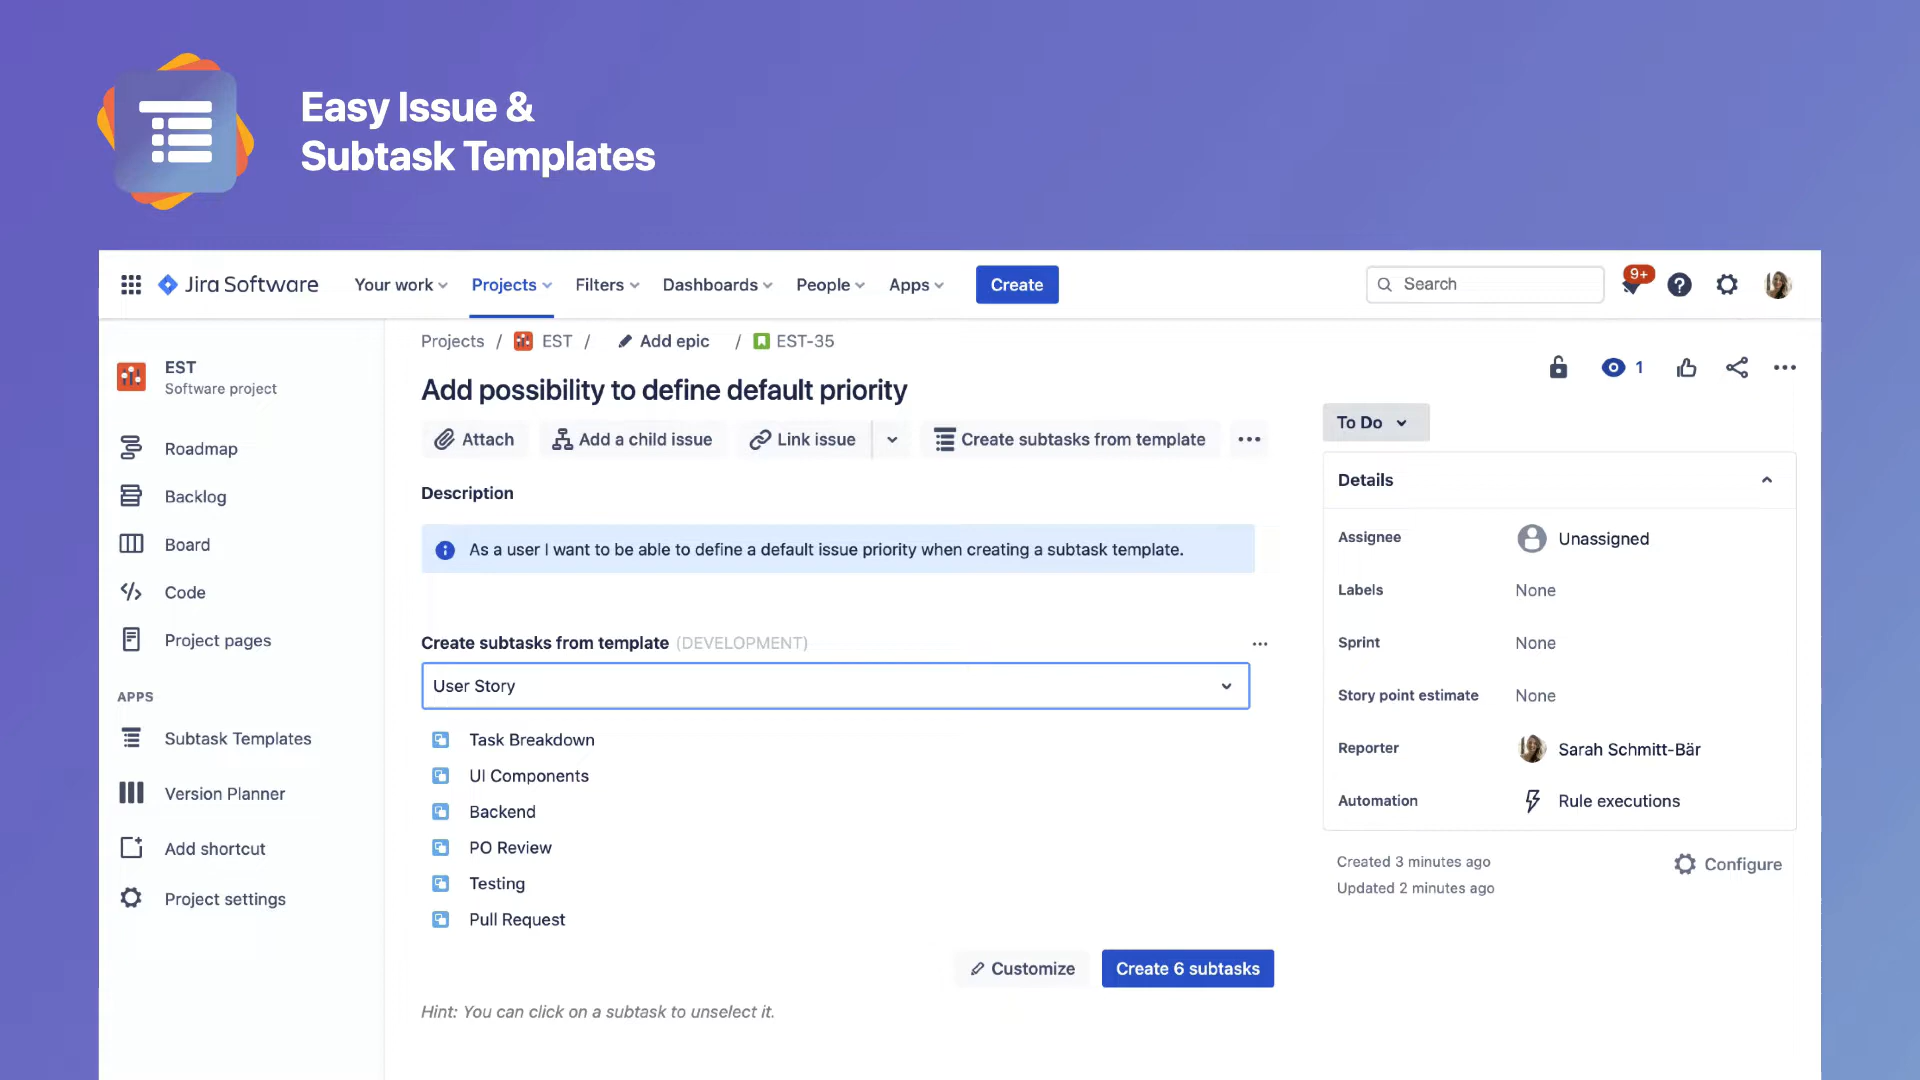 Easy Issue &
Subtask Templates
Jira Software
Your work
Projects
Filters
Dashboards
People
Apps
Create
Search
9+
EST
Software project
Roadmap
Backlog
Board
Code
Project pages
APPS
Subtask Templates
Version Planner
Add shortcut
Project settings
Projects / EST / Add epic / EST-35
Add possibility to define default priority
Attach
Add a child issue
Link issue
Create subtasks from template
Description
As a user I want to be able to define a default issue priority when creating a subtask template.
Create subtasks from template (DEVELOPMENT)
User Story
Task Breakdown
UI Components
Backend
PO Review
Testing
Pull Request
Customize
Create 6 subtasks
Hint: You can click on a subtask to unselect it.
1
To Do
Details
Assignee Unassigned
Labels None
Sprint None
Story point estimate None
Reporter Sarah Schmitt-Bär
Automation Rule executions
Created 3 minutes ago
Updated 2 minutes ago
Configure